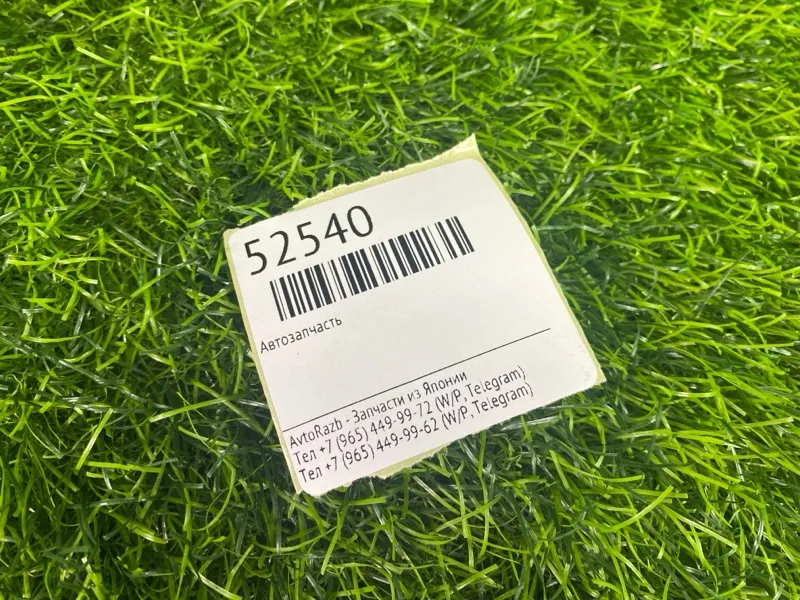 52540
Автозапчасть
AvtoRazb - Запчасти из Японии
Тел +7 (965) 449-99-72 (W/P, Telegram)
Тел +7 (965) 449-99-62 (W/P, Telegram)